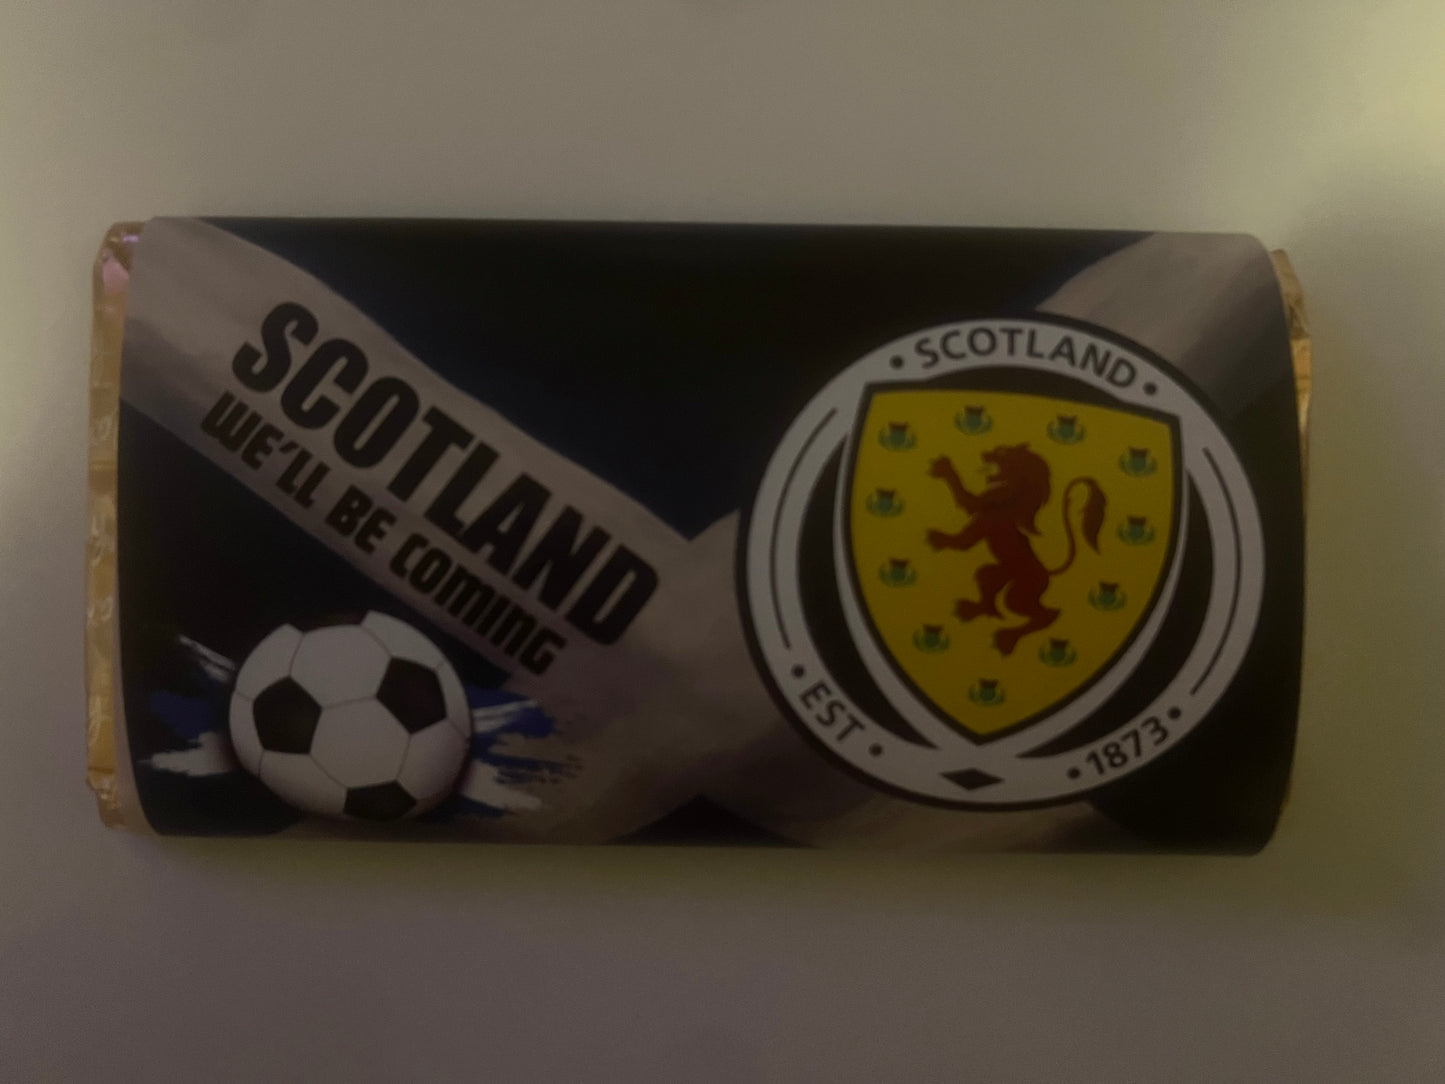 SCOTLAND
WE'LL BE COMING
• SCOTLAND •
• EST •
• 1873 •